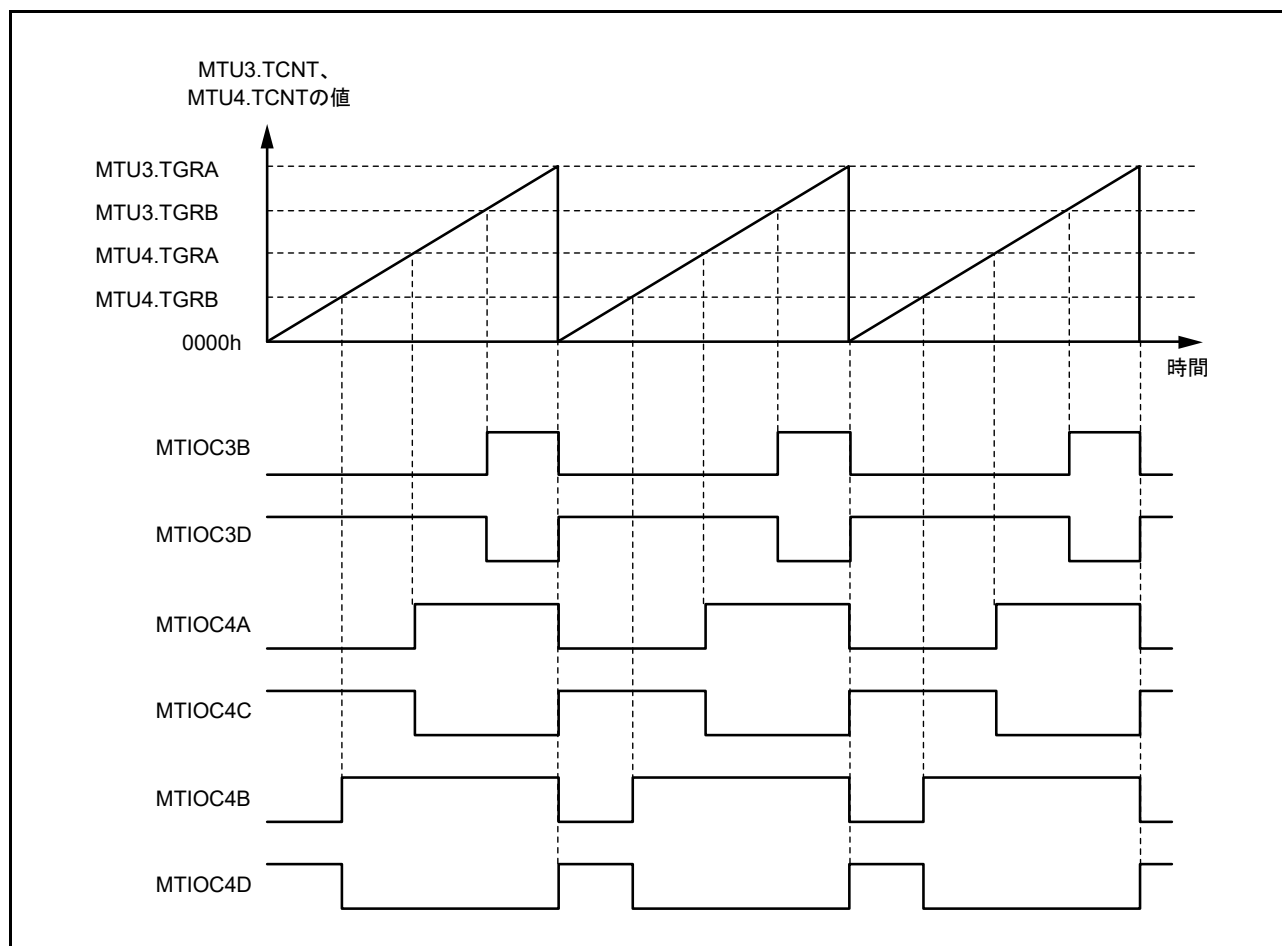 MTU3.TCNT、
MTU4.TCNTの値
MTU3.TGRA
MTU3.TGRB
MTU4.TGRA
MTU4.TGRB
0000h
時間
MTIOC3B
MTIOC3D
MTIOC4A
MTIOC4C
MTIOC4B
MTIOC4D